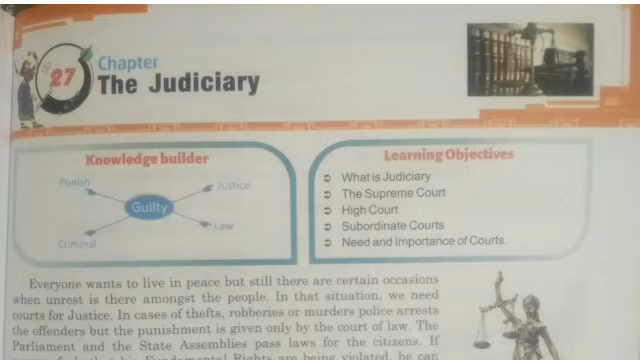 27
Chapter
The Judiciary
Knowledge builder
Punish
Justice
Guilty
Law
Criminal
Learning Objectives
➲ What is Judiciary
➲ The Supreme Court
➲ High Court
➲ Subordinate Courts
➲ Need and Importance of Courts.
Everyone wants to live in peace but still there are certain occasions
when unrest is there amongst the people. In that situation, we need
courts for Justice. In cases of thefts, robberies or murders police arrests
the offenders but the punishment is given only by the court of law. The
Parliament and the State Assemblies pass laws for the citizens. If
that his Fundamental Rights are being violated, he can